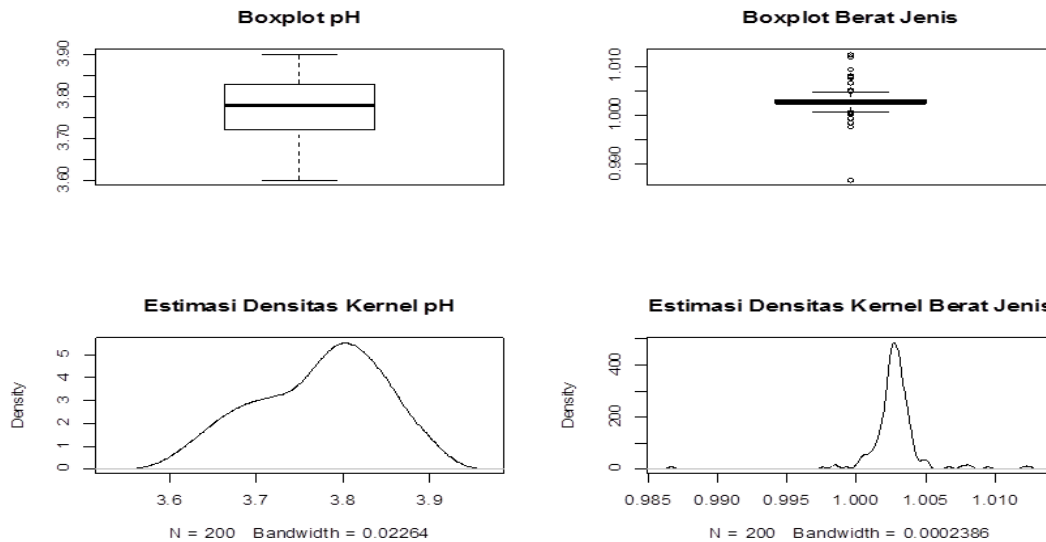 Boxplot pH
3.90
3.80
3.70
3.60
Boxplot Berat Jenis
1.010
1.000
0.990
Estimasi Densitas Kernel pH
Density
5
4
3
2
1
0
3.6 3.7 3.8 3.9
N = 200 Bandwidth = 0.02264
Estimasi Densitas Kernel Berat Jenis
Density
400
200
0
0.985 0.990 0.995 1.000 1.005 1.010
N = 200 Bandwidth = 0.0002386